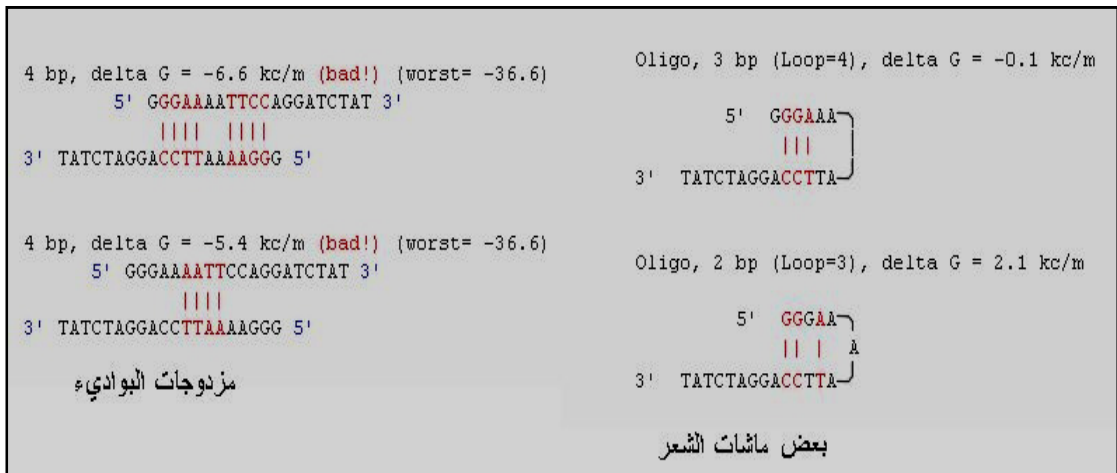 4 bp, delta G = -6.6 kc/m (bad!) (worst= -36.6)
5' GGGAAAATTCCAGGATCTAT 3'
|||| ||||
3' TATCTAGGACCTTAAAAGGG 5'
4 bp, delta G = -5.4 kc/m (bad!) (worst= -36.6)
5' GGGAAAATTCCAGGATCTAT 3'
||||
3' TATCTAGGACCTTAAAAGGG 5'
مزدوجات البواديء
Oligo, 3 bp (Loop=4), delta G = -0.1 kc/m
5' GGGAAA
|||
3' TATCTAGGACCTTA
Oligo, 2 bp (Loop=3), delta G = 2.1 kc/m
5' GGGAA
|| | A
3' TATCTAGGACCTTA
بعض ماشات الشعر